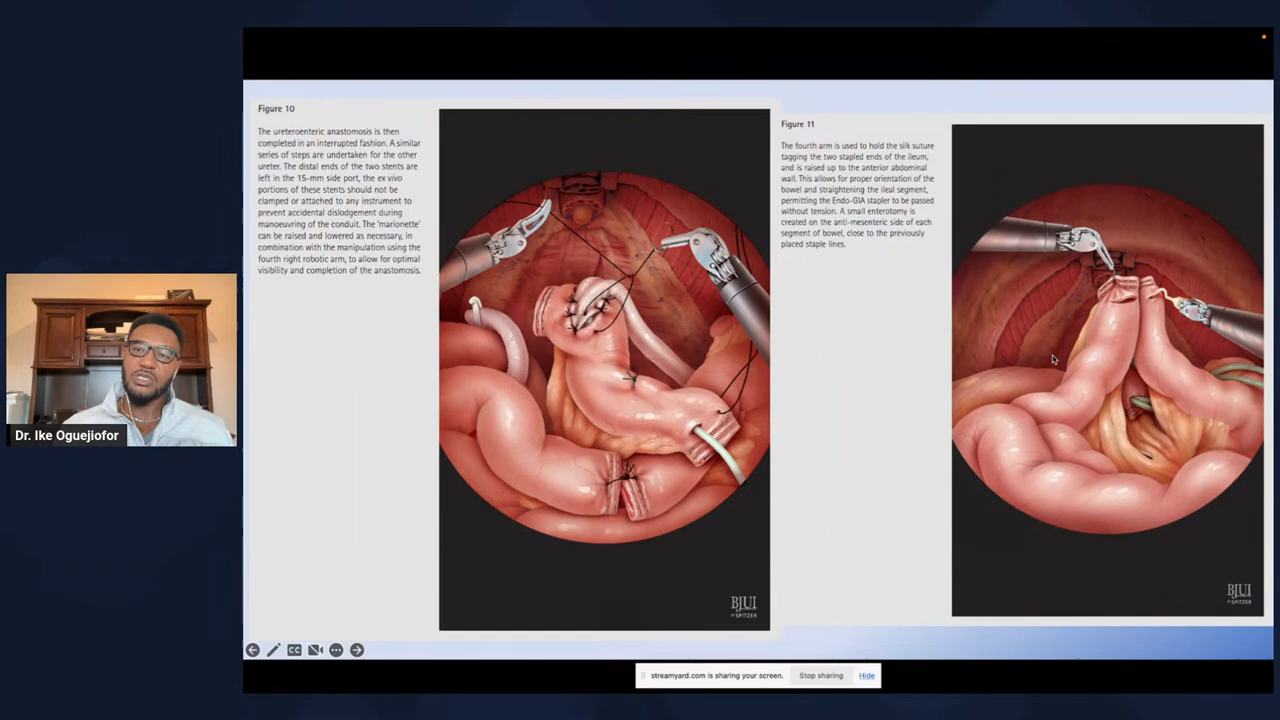 Figure 10
The ureteroenteric anastomosis is then
completed in an interrupted fashion. A similar
series of steps are undertaken for the other
ureter. The distal ends of the two stents are
left in the 15-mm side port, the ex vivo
portions of these stents should not be
clamped or attached to any instrument to
prevent accidental dislodgement during
manoeuvring of the conduit. The 'marionette'
can be raised and lowered as necessary, in
combination with the manipulation using the
fourth right robotic arm, to allow for optimal
visibility and completion of the anastomosis.
BJUI
© SPITZER
Figure 11
The fourth arm is used to hold the silk suture
tagging the two stapled ends of the ileum,
and is raised up to the anterior abdominal
wall. This allows for proper orientation of the
bowel and straightening the ileal segment,
permitting the Endo-GIA stapler to be passed
without tension. A small enterotomy is
created on the anti-mesenteric side of each
segment of bowel, close to the previously
placed staple lines.
BJUI
© SPITZER
Dr. Ike Oguejiofor
CC
streamyard.com is sharing your screen.
Stop sharing
Hide